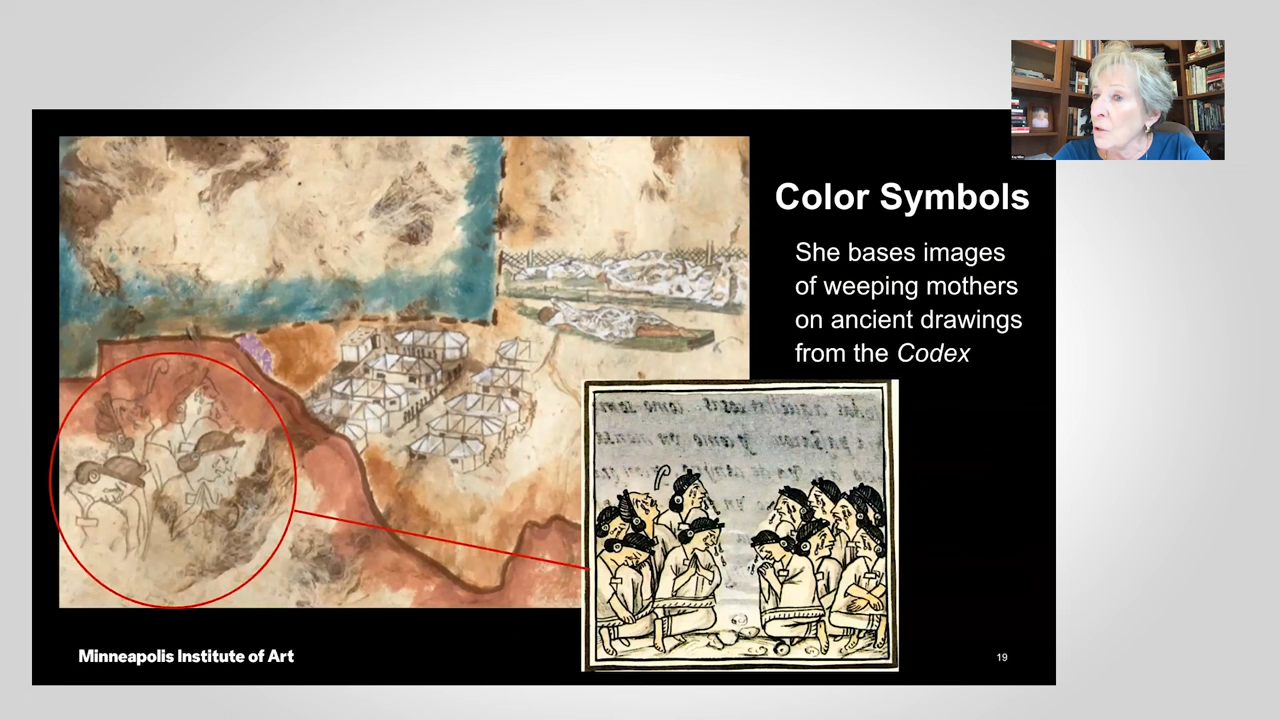 Color Symbols
She bases images
of weeping mothers
on ancient drawings
from the Codex
Minneapolis Institute of Art
19